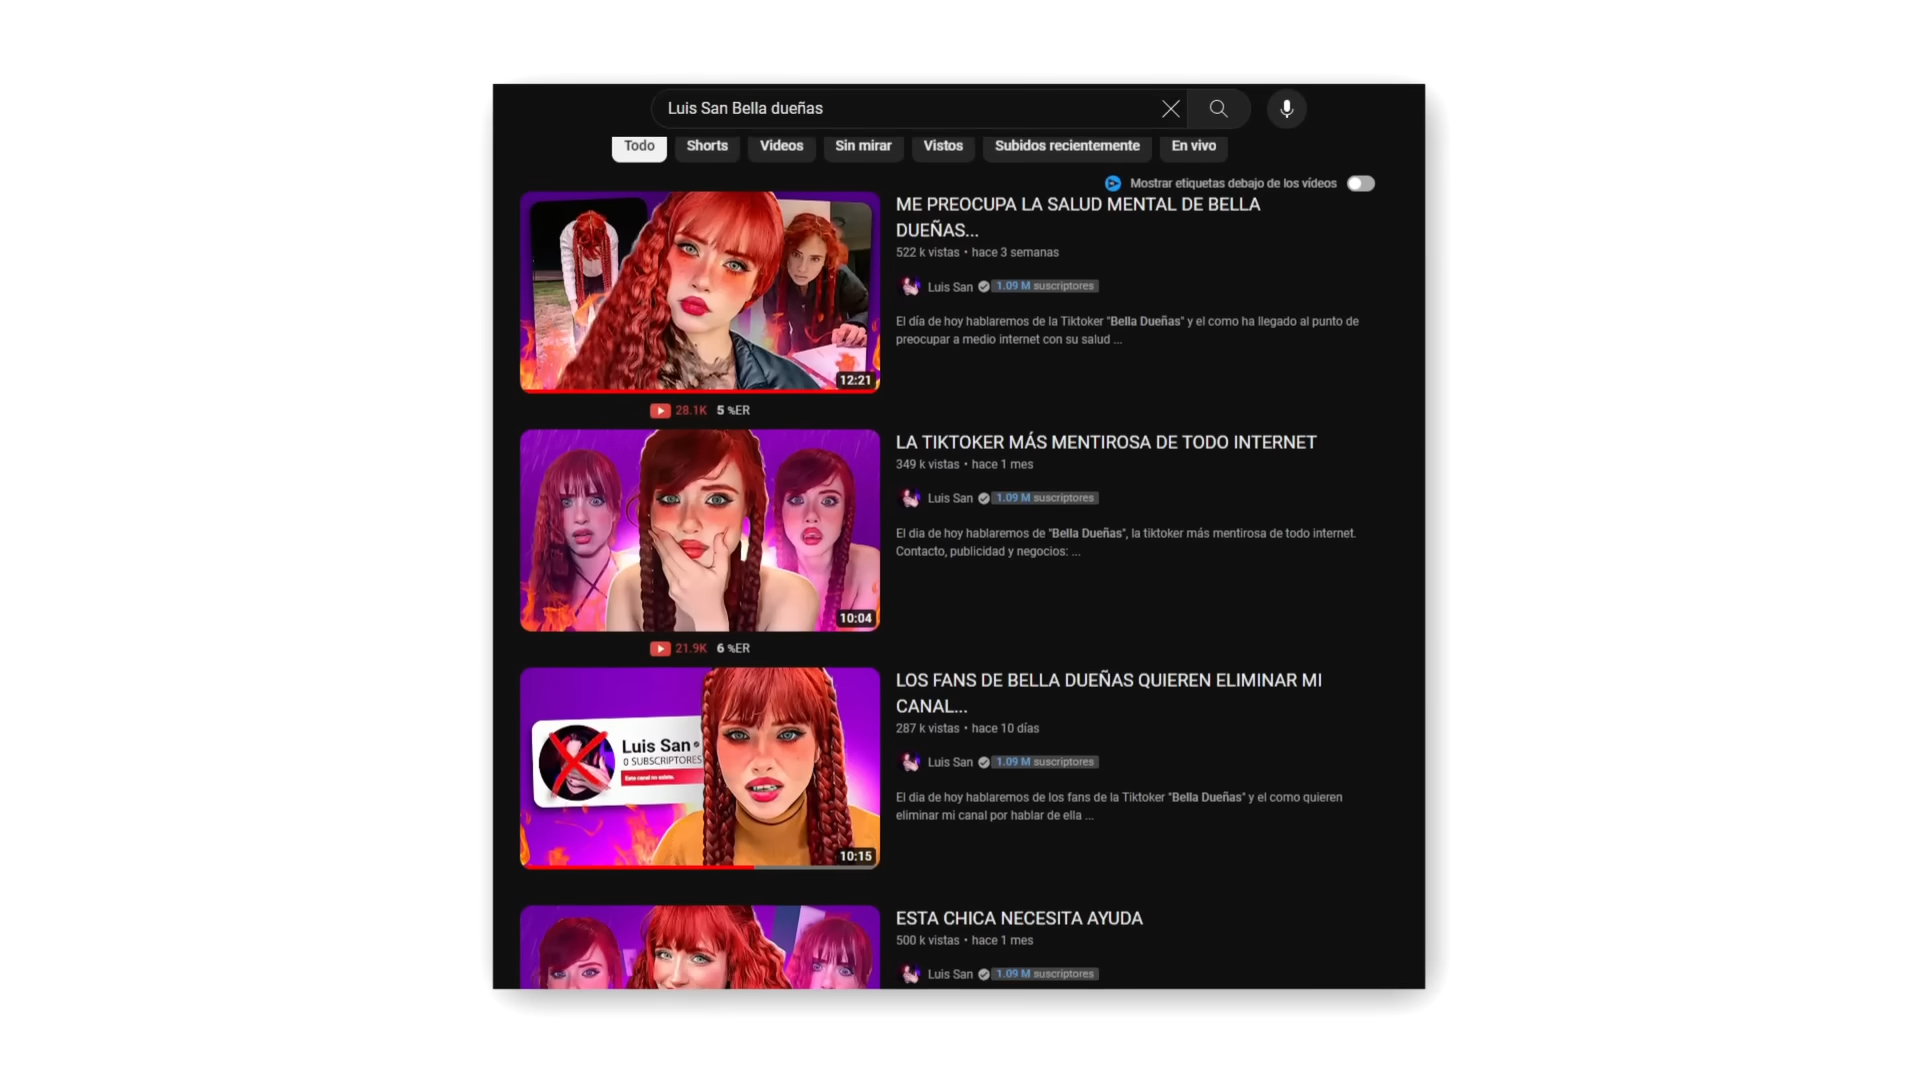 Luis San Bella dueñas
Todo Shorts Videos Sin mirar Vistos Subidos recientemente En vivo
Mostrar etiquetas debajo de los vídeos
ME PREOCUPA LA SALUD MENTAL DE BELLA
DUEÑAS...
522 k vistas • hace 3 semanas
Luis San 1.09 M suscriptores
El día de hoy hablaremos de la Tiktoker "Bella Dueñas" y el como ha llegado al punto de
preocupar a medio internet con su salud ...
12:21
28.1K 5 %ER
LA TIKTOKER MÁS MENTIROSA DE TODO INTERNET
349 k vistas • hace 1 mes
Luis San 1.09 M suscriptores
El dia de hoy hablaremos de "Bella Dueñas", la tiktoker más mentirosa de todo internet.
Contacto, publicidad y negocios: ...
10:04
21.9K 6 %ER
LOS FANS DE BELLA DUEÑAS QUIEREN ELIMINAR MI
CANAL...
287 k vistas • hace 10 días
Luis San 1.09 M suscriptores
El dia de hoy hablaremos de los fans de la Tiktoker "Bella Dueñas" y el como quieren
eliminar mi canal por hablar de ella ...
Luis San
0 SUBSCRIPTORES
Este canal no existe.
10:15
ESTA CHICA NECESITA AYUDA
500 k vistas • hace 1 mes
Luis San 1.09 M suscriptores